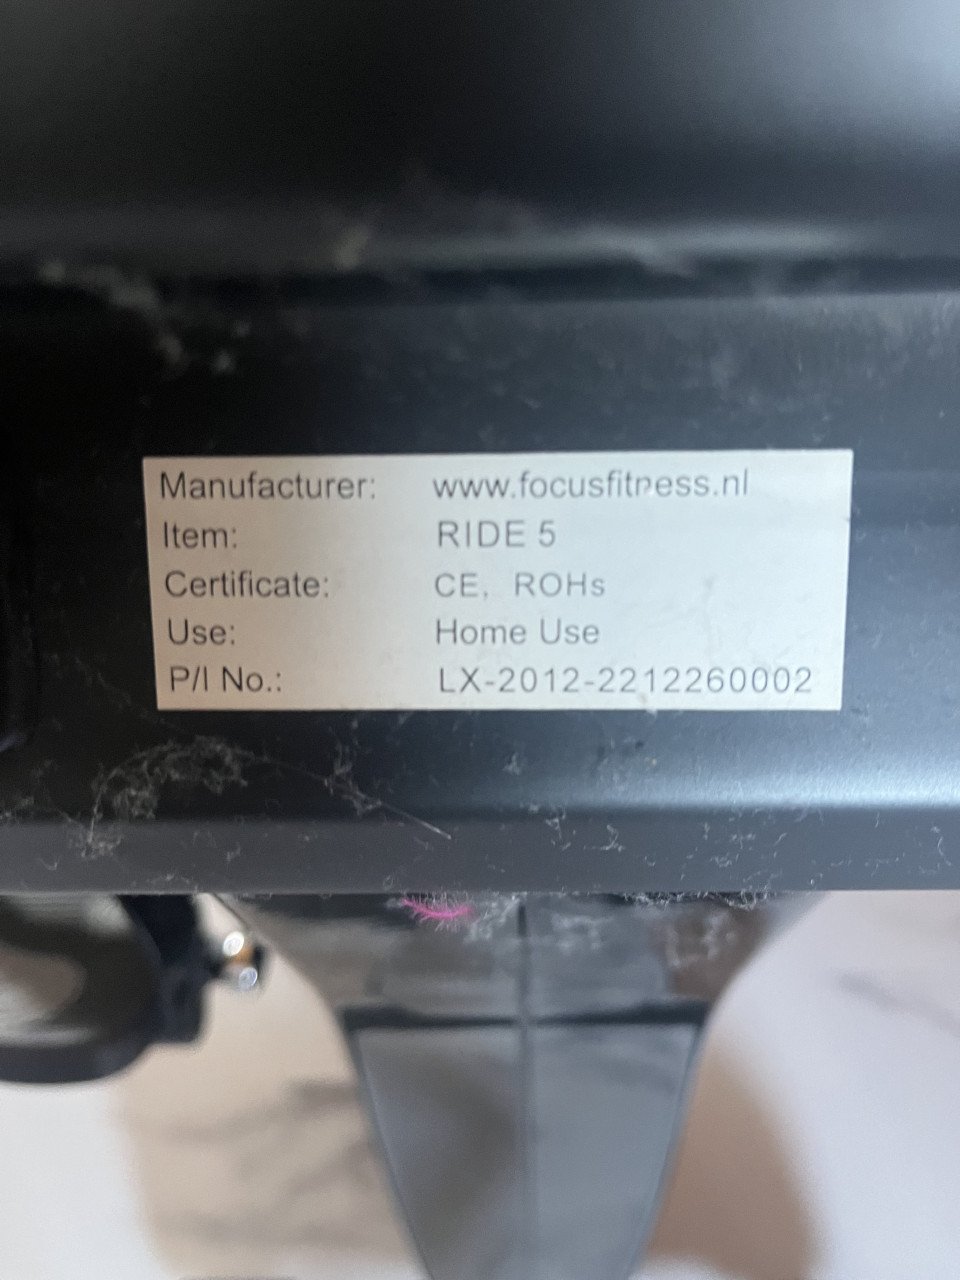 Manufacturer: www.focusfitness.nl
Item: RIDE 5
Certificate: CE, ROHs
Use: Home Use
P/I No.: LX-2012-2212260002